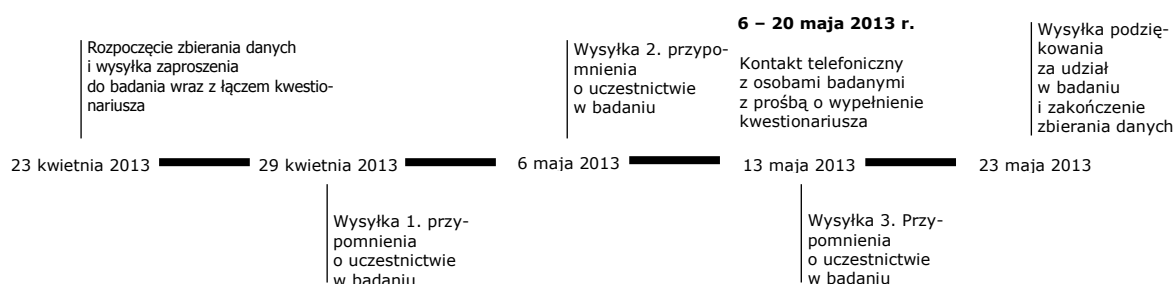 Rozpoczęcie zbierania danych
i wysyłka zaproszenia
do badania wraz z łączem kwestio-
nariusza
Wysyłka 2. przypo-
mnienia
o uczestnictwie
w badaniu
6 – 20 maja 2013 r.
Kontakt telefoniczny
z osobami badanymi
z prośbą o wypełnienie
kwestionariusza
Wysyłka podzię-
kowania
za udział
w badaniu
i zakończenie
zbierania danych
23 kwietnia 2013
29 kwietnia 2013
6 maja 2013
13 maja 2013
23 maja 2013
Wysyłka 1. przy-
pomnienia
o uczestnictwie
w badaniu
Wysyłka 3. Przy-
pomnienia
o uczestnictwie
w badaniu